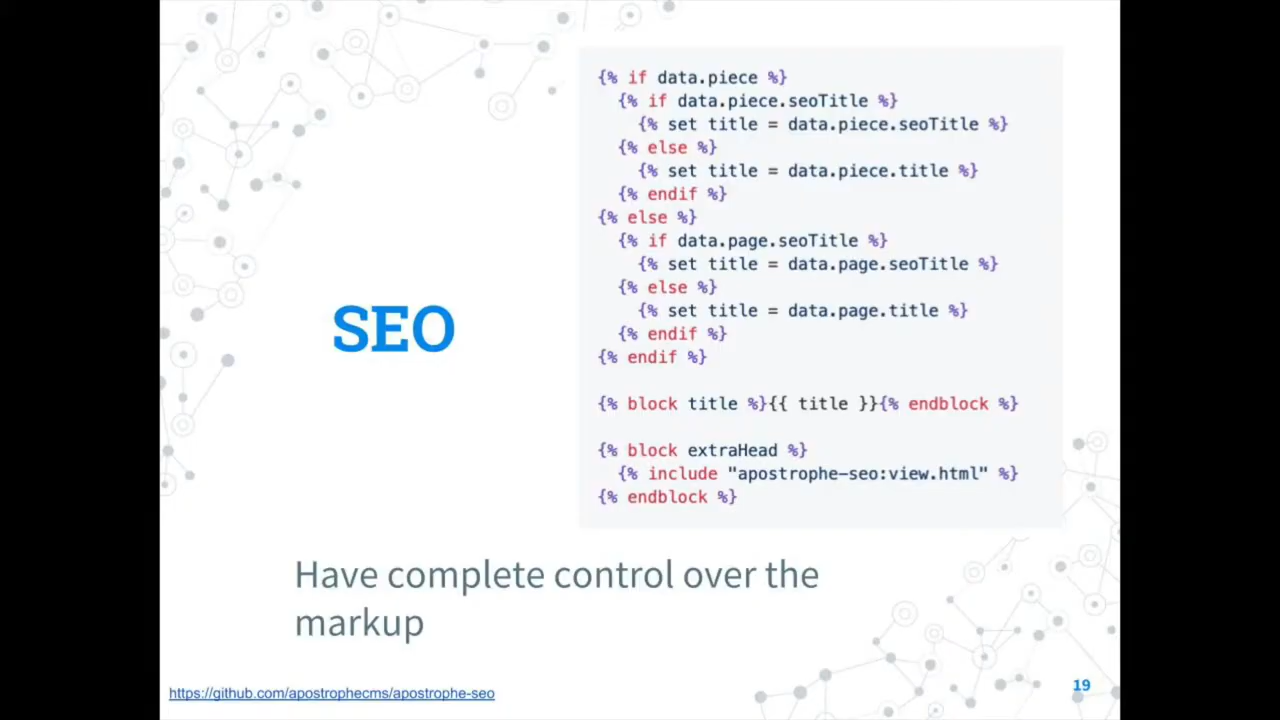 SEO
{% if data.piece %}
{% if data.piece.seoTitle %}
{% set title = data.piece.seoTitle %}
{% else %}
{% set title = data.piece.title %}
{% endif %}
{% else %}
{% if data.page.seoTitle %}
{% set title = data.page.seoTitle %}
{% else %}
{% set title = data.page.title %}
{% endif %}
{% endif %}
{% block title %}{{ title }}{% endblock %}
{% block extraHead %}
{% include "apostrophe-seo:view.html" %}
{% endblock %}
Have complete control over the
markup
https://github.com/apostrophecms/apostrophe-seo
19